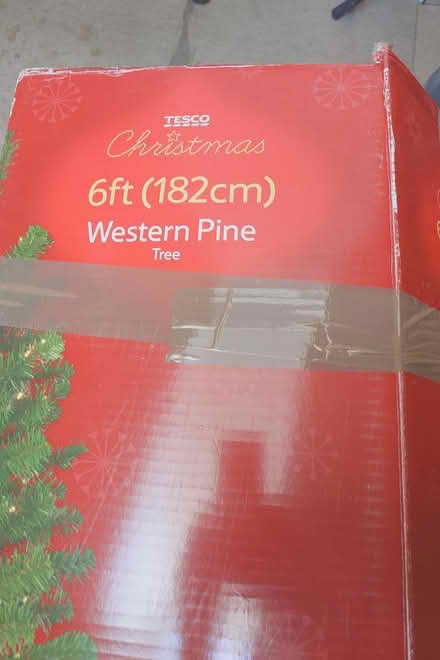 TESCO
Christmas
6ft (182cm)
Western Pine
Tree